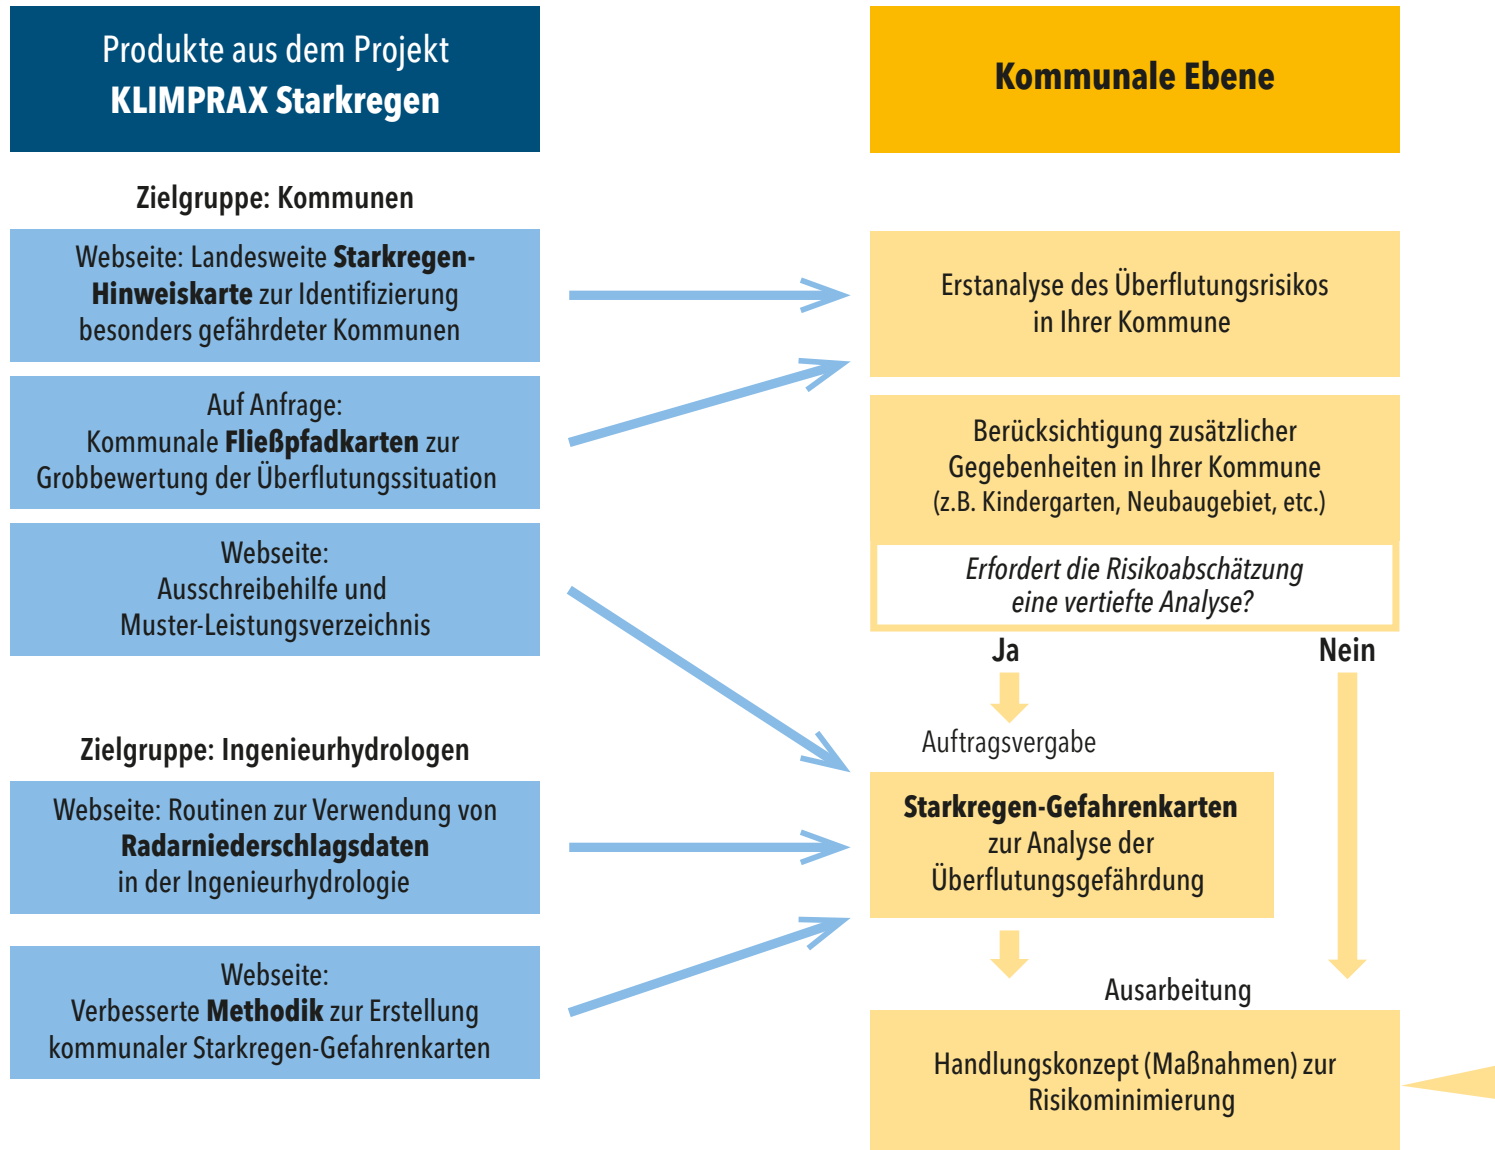 Produkte aus dem Projekt
KLIMPRAX Starkregen
Zielgruppe: Kommunen
Webseite: Landesweite Starkregen-
Hinweiskarte zur Identifizierung
besonders gefährdeter Kommunen
Auf Anfrage:
Kommunale Fließpfadkarten zur
Grobbewertung der Überflutungssituation
Webseite:
Ausschreibehilfe und
Muster-Leistungsverzeichnis
Zielgruppe: Ingenieurhydrologen
Webseite: Routinen zur Verwendung von
Radarniederschlagsdaten
in der Ingenieurhydrologie
Webseite:
Verbesserte Methodik zur Erstellung
kommunaler Starkregen-Gefahrenkarten
Kommunale Ebene
Erstanalyse des Überflutungsrisikos
in Ihrer Kommune
Berücksichtigung zusätzlicher
Gegebenheiten in Ihrer Kommune
(z.B. Kindergarten, Neubaugebiet, etc.)
Erfordert die Risikoabschätzung
eine vertiefte Analyse?
Ja
Nein
Auftragsvergabe
Starkregen-Gefahrenkarten
zur Analyse der
Überflutungsgefährdung
Ausarbeitung
Handlungskonzept (Maßnahmen) zur
Risikominimierung